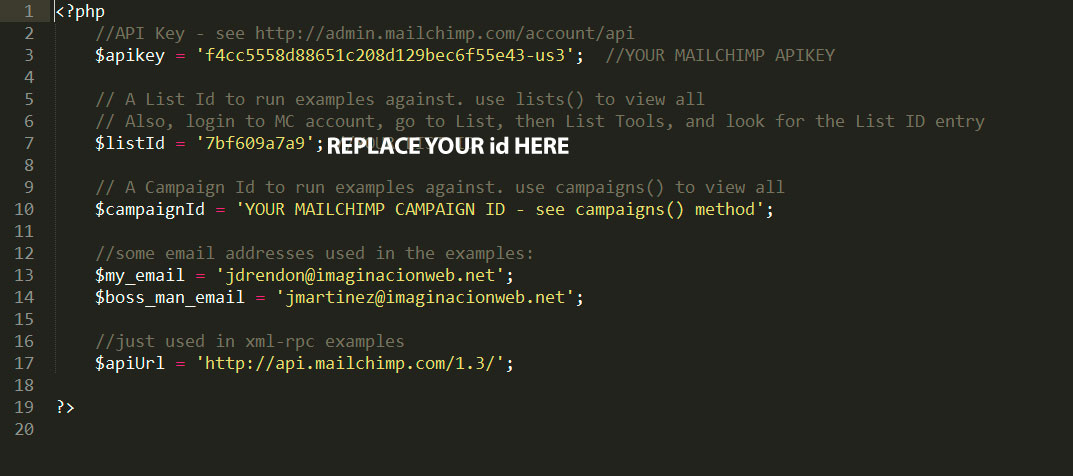 1 <?php
2 //API Key - see http://admin.mailchimp.com/account/api
3 $apikey = 'f4cc5558d88651c208d129bec6f55e43-us3'; //YOUR MAILCHIMP APIKEY
4
5 // A List Id to run examples against. use lists() to view all
6 // Also, login to MC account, go to List, then List Tools, and look for the List ID entry
7 $listId = '7bf609a7a9'; REPLACE YOUR id HERE
8
9 // A Campaign Id to run examples against. use campaigns() to view all
10 $campaignId = 'YOUR MAILCHIMP CAMPAIGN ID - see campaigns() method';
11
12 //some email addresses used in the examples:
13 $my_email = 'jdrendon@imaginacionweb.net';
14 $boss_man_email = 'jmartinez@imaginacionweb.net';
15
16 //just used in xml-rpc examples
17 $apiUrl = 'http://api.mailchimp.com/1.3/';
18
19 ?>
20